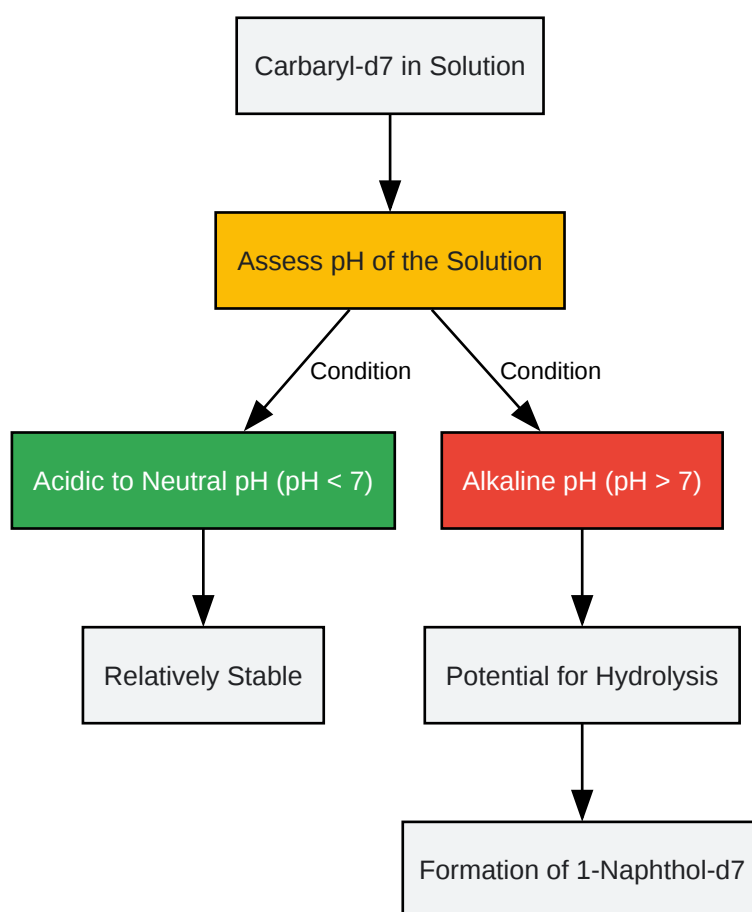 Carbaryl-d7 in Solution
Assess pH of the Solution
Condition
Condition
Acidic to Neutral pH (pH < 7)
Alkaline pH (pH > 7)
Relatively Stable
Potential for Hydrolysis
Formation of 1-Naphthol-d7